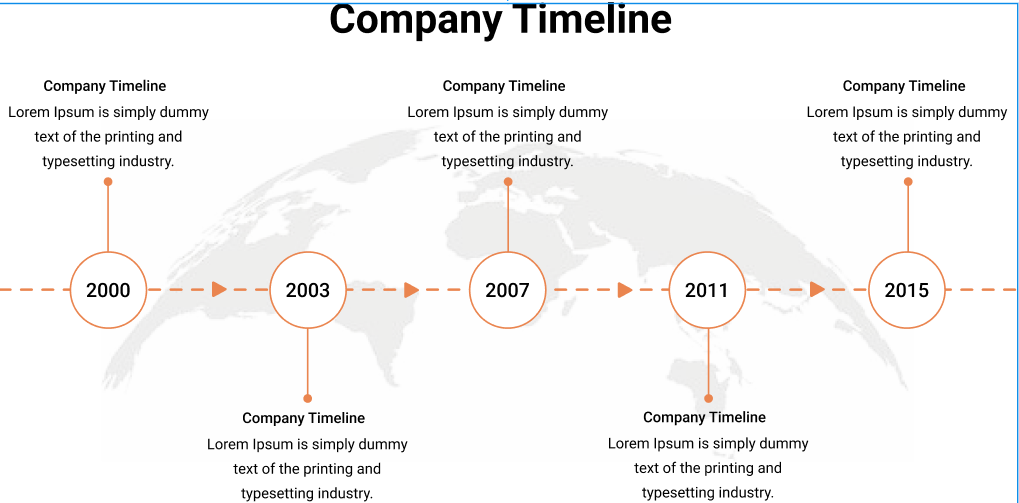 Company Timeline
Company Timeline
Lorem Ipsum is simply dummy
text of the printing and
typesetting industry.
Company Timeline
Lorem Ipsum is simply dummy
text of the printing and
typesetting industry.
Company Timeline
Lorem Ipsum is simply dummy
text of the printing and
typesetting industry.
2000
2003
2007
2011
2015
Company Timeline
Lorem Ipsum is simply dummy
text of the printing and
typesetting industry.
Company Timeline
Lorem Ipsum is simply dummy
text of the printing and
typesetting industry.